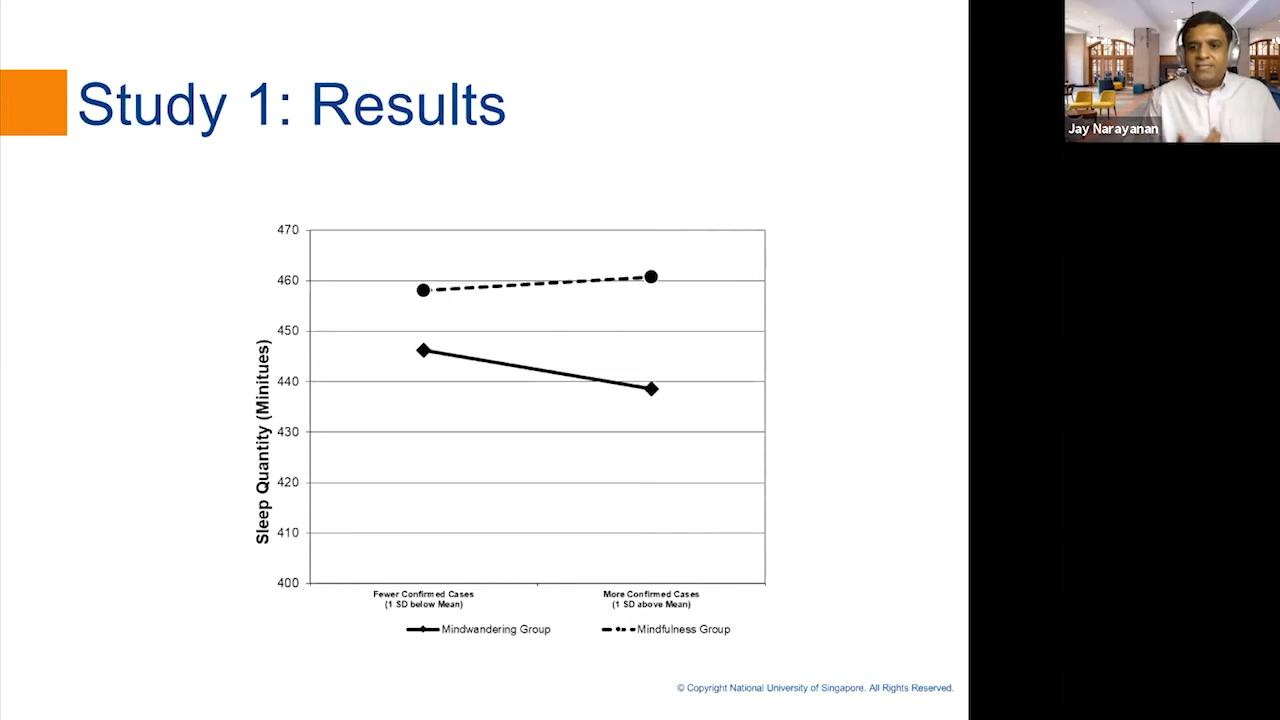 Study 1: Results
Jay Narayanan
Sleep Quantity (Minitues)
470
460
450
440
430
420
410
400
Fewer Confirmed Cases
(1 SD below Mean)
More Confirmed Cases
(1 SD above Mean)
Mindwandering Group
Mindfulness Group
© Copyright National University of Singapore. All Rights Reserved.